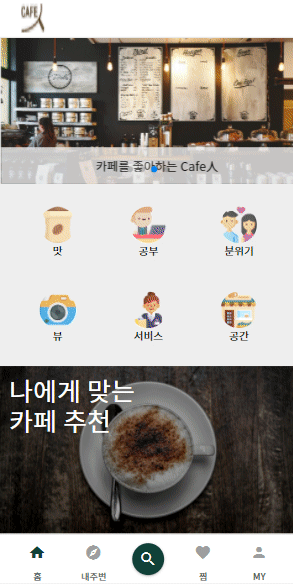 CAFE人
카페를 좋아하는 Cafe人
맛
공부
분위기
뷰
서비스
공간
나에게 맞는
카페 추천
홈
내주변
찜
MY